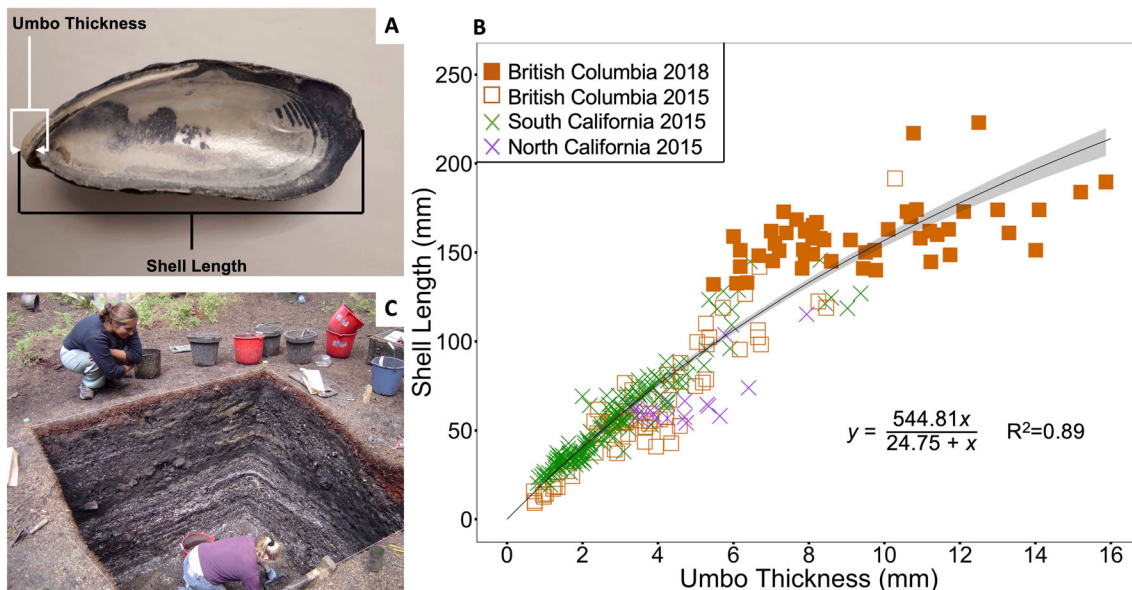 Umbo Thickness
A
Shell Length
C
B
British Columbia 2018
British Columbia 2015
South California 2015
North California 2015
Shell Length (mm)
250
200
150
100
50
0
y = 544.81x / 24.75 + x R²=0.89
0 2 4 6 8 10 12 14 16
Umbo Thickness (mm)